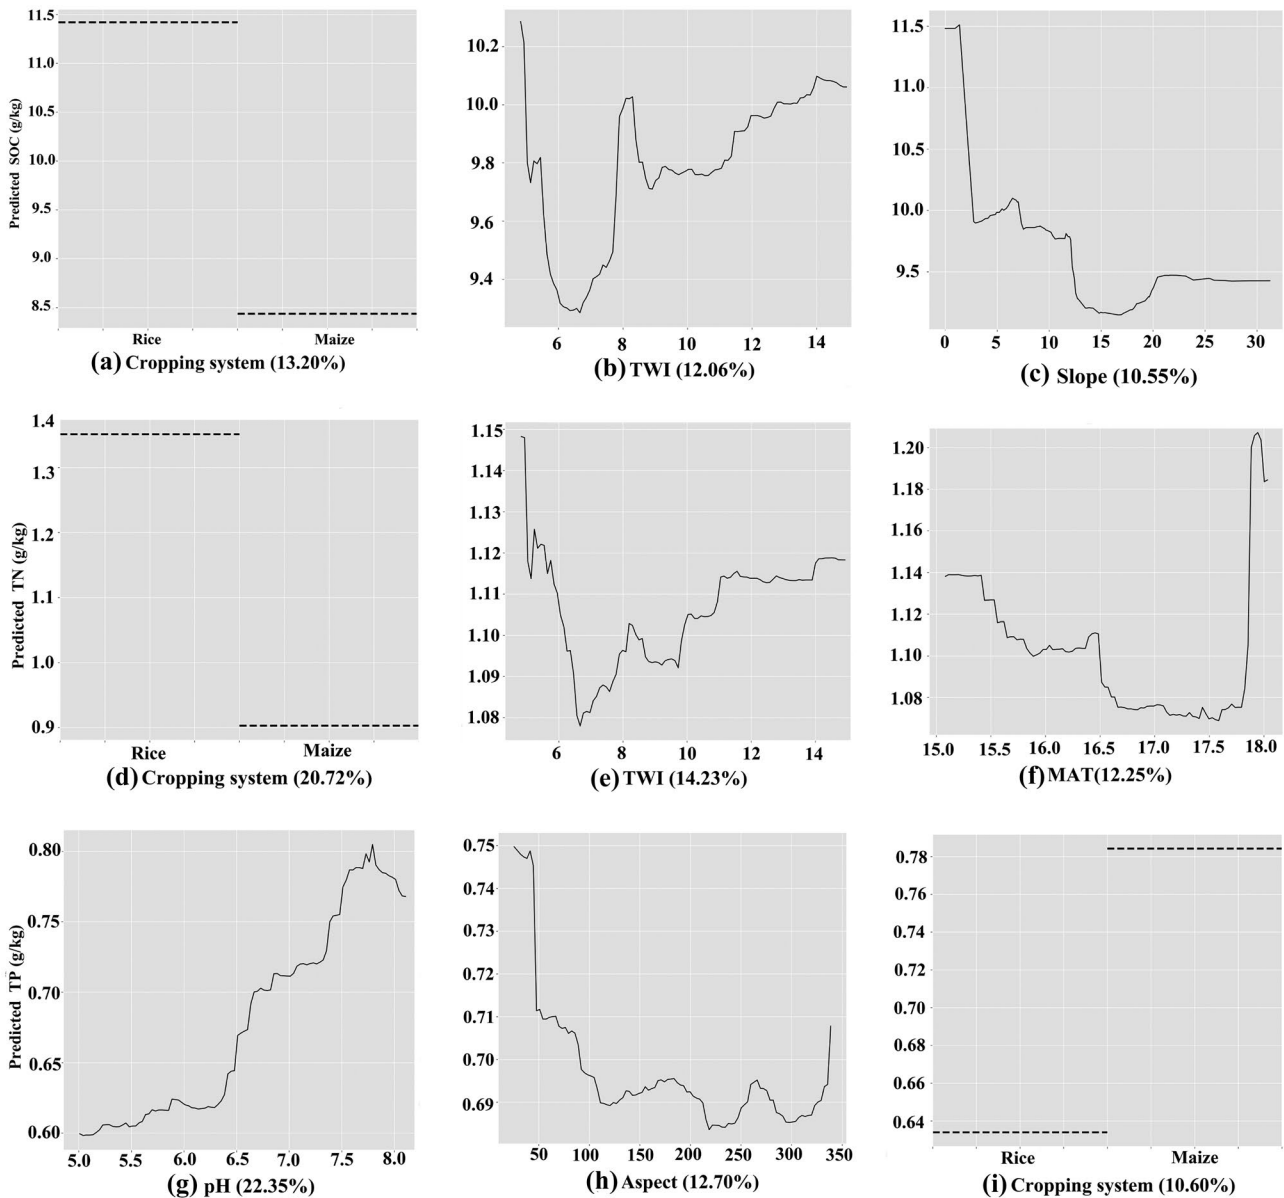 Predicted SOC (g/kg)
11.5
11.0
10.5
10.0
9.5
9.0
8.5
Rice Maize
(a) Cropping system (13.20%)
10.2
10.0
9.8
9.6
9.4
6 8 10 12 14
(b) TWI (12.06%)
11.5
11.0
10.5
10.0
9.5
0 5 10 15 20 25 30
(c) Slope (10.55%)
Predicted TN (g/kg)
1.4
1.3
1.2
1.1
1.0
0.9
Rice Maize
(d) Cropping system (20.72%)
1.15
1.14
1.13
1.12
1.10
1.09
1.08
6 8 10 12 14
(e) TWI (14.23%)
1.20
1.18
1.16
1.14
1.12
1.10
1.08
15.0 15.5 16.0 16.5 17.0 17.5 18.0
(f) MAT(12.25%)
Predicted TP (g/kg)
0.80
0.75
0.70
0.65
0.60
5.0 5.5 6.0 6.5 7.0 7.5 8.0
(g) pH (22.35%)
0.75
0.74
0.73
0.72
0.71
0.70
0.69
50 100 150 200 250 300 350
(h) Aspect (12.70%)
0.78
0.76
0.74
0.72
0.70
0.68
0.66
0.64
Rice Maize
(i) Cropping system (10.60%)